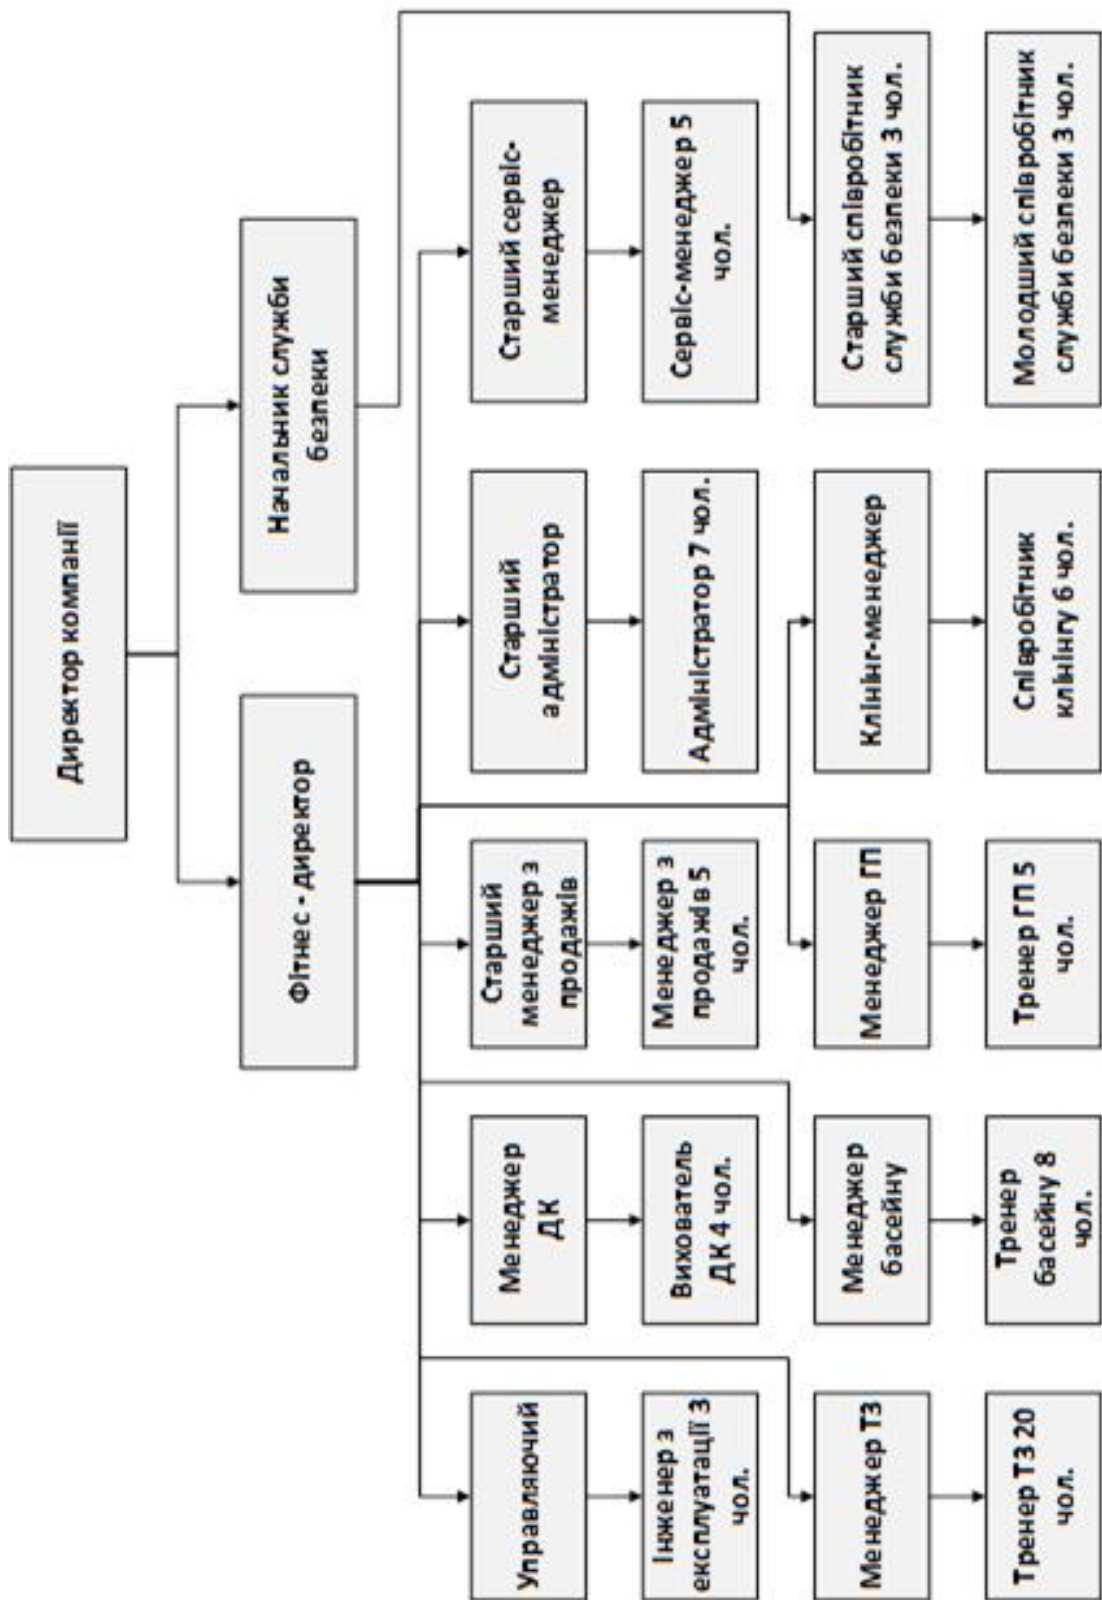 Директор компанії
Фітнес - директор
Начальник служби
безпеки
Управляючий
Менеджер
ДК
Старший
менеджер з
продажів
Старший
адміністратор
Старший сервіс-
менеджер
Інженер з
експлуатації 3
чол.
Вихователь
ДК 4 чол.
Менеджер з
продажів 5
чол.
Адміністратор 7 чол.
Сервіс-менеджер 5
чол.
Менеджер ТЗ
Менеджер
басейну
Менеджер ГП
Клінінг-менеджер
Старший співробітник
служби безпеки 3 чол.
Тренер ТЗ 20
чол.
Тренер
басейну 8
чол.
Тренер ГП 5
чол.
Співробітник
клінінгу 6 чол.
Молодший співробітник
служби безпеки 3 чол.